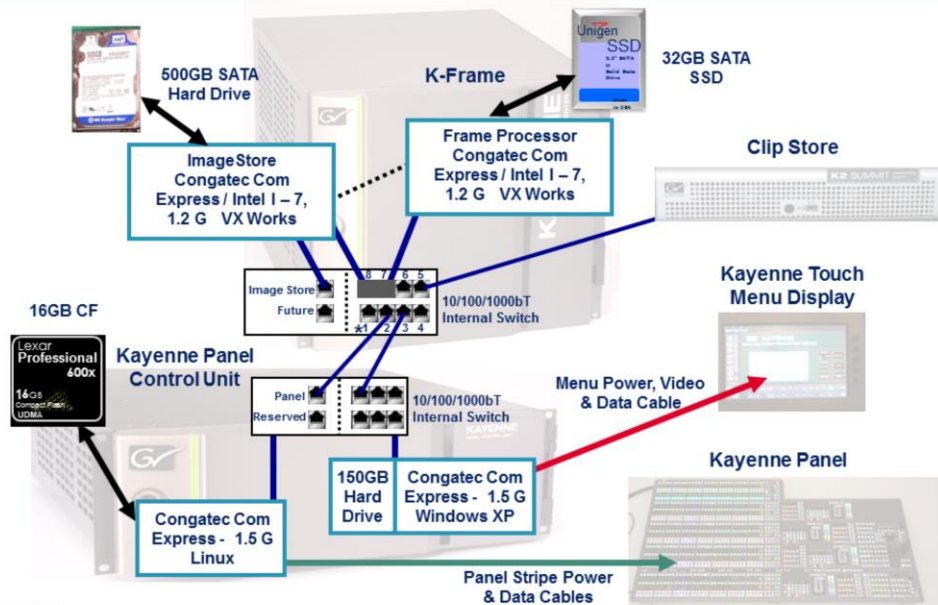 500GB SATA
Hard Drive
K-Frame
Unigen
SSD
32GB SATA
SSD
ImageStore
Congatec Com
Express / Intel I – 7,
1.2 G VX Works
Frame Processor
Congatec Com
Express / Intel I – 7,
1.2 G VX Works
Clip Store
GV
K2 SUMMIT
8 7 6 5
Image Store
Future
*1 2 3 4
10/100/1000bT
Internal Switch
Kayenne Touch
Menu Display
16GB CF
Lexar
Professional
600x
16GB
Compact Flash
UDMA
Kayenne Panel
Control Unit
Panel
Reserved
10/100/1000bT
Internal Switch
KAYENNE
Menu Power, Video
& Data Cable
GV
150GB
Hard
Drive
Congatec Com
Express - 1.5 G
Windows XP
Kayenne Panel
Congatec Com
Express - 1.5 G
Linux
Panel Stripe Power
& Data Cables